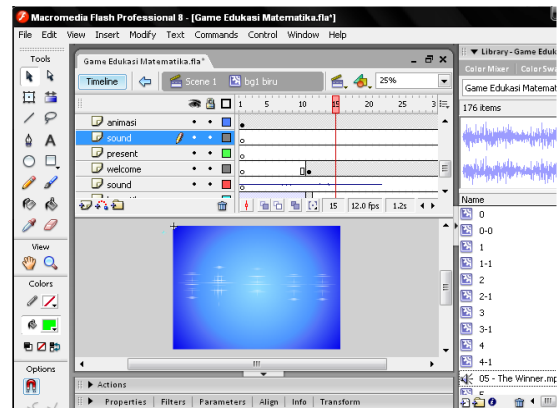 Macromedia Flash Professional 8 - [Game Edukasi Matematika.fla*]
File Edit View Insert Modify Text Commands Control Window Help
Tools
View
Colors
Options
Game Edukasi Matematika.fla*
Timeline Scene 1 bg1 biru 25%
1 5 10 15 20 25 3
animasi
sound
present
welcome
sound
15 12.0 fps 1.2s
Actions
Properties Filters Parameters Align Info Transform
Library - Game Eduk
Color Mixer Color Swa
Game Edukasi Matemat
176 items
Name
0
0-0
1
1-1
2
2-1
3
3-1
4
4-1
05 - The Winner.mp